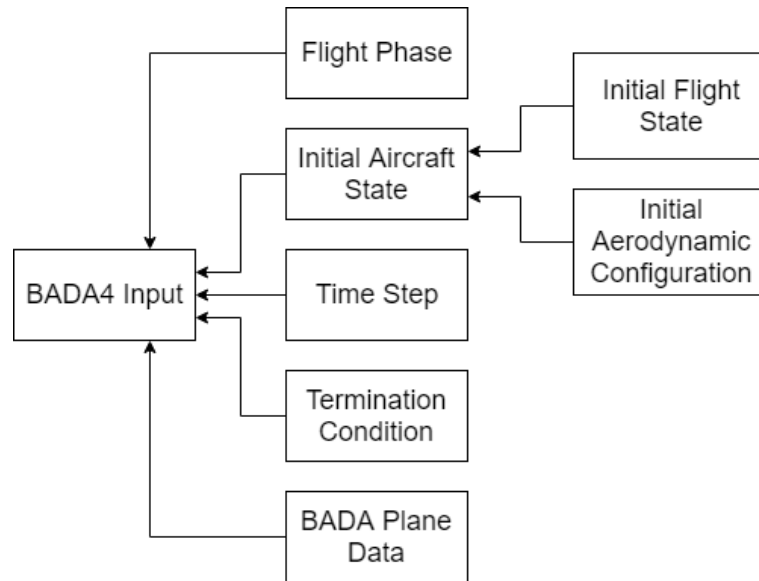 Flight Phase
Initial Flight
State
Initial Aircraft
State
Initial
Aerodynamic
Configuration
BADA4 Input
Time Step
Termination
Condition
BADA Plane
Data